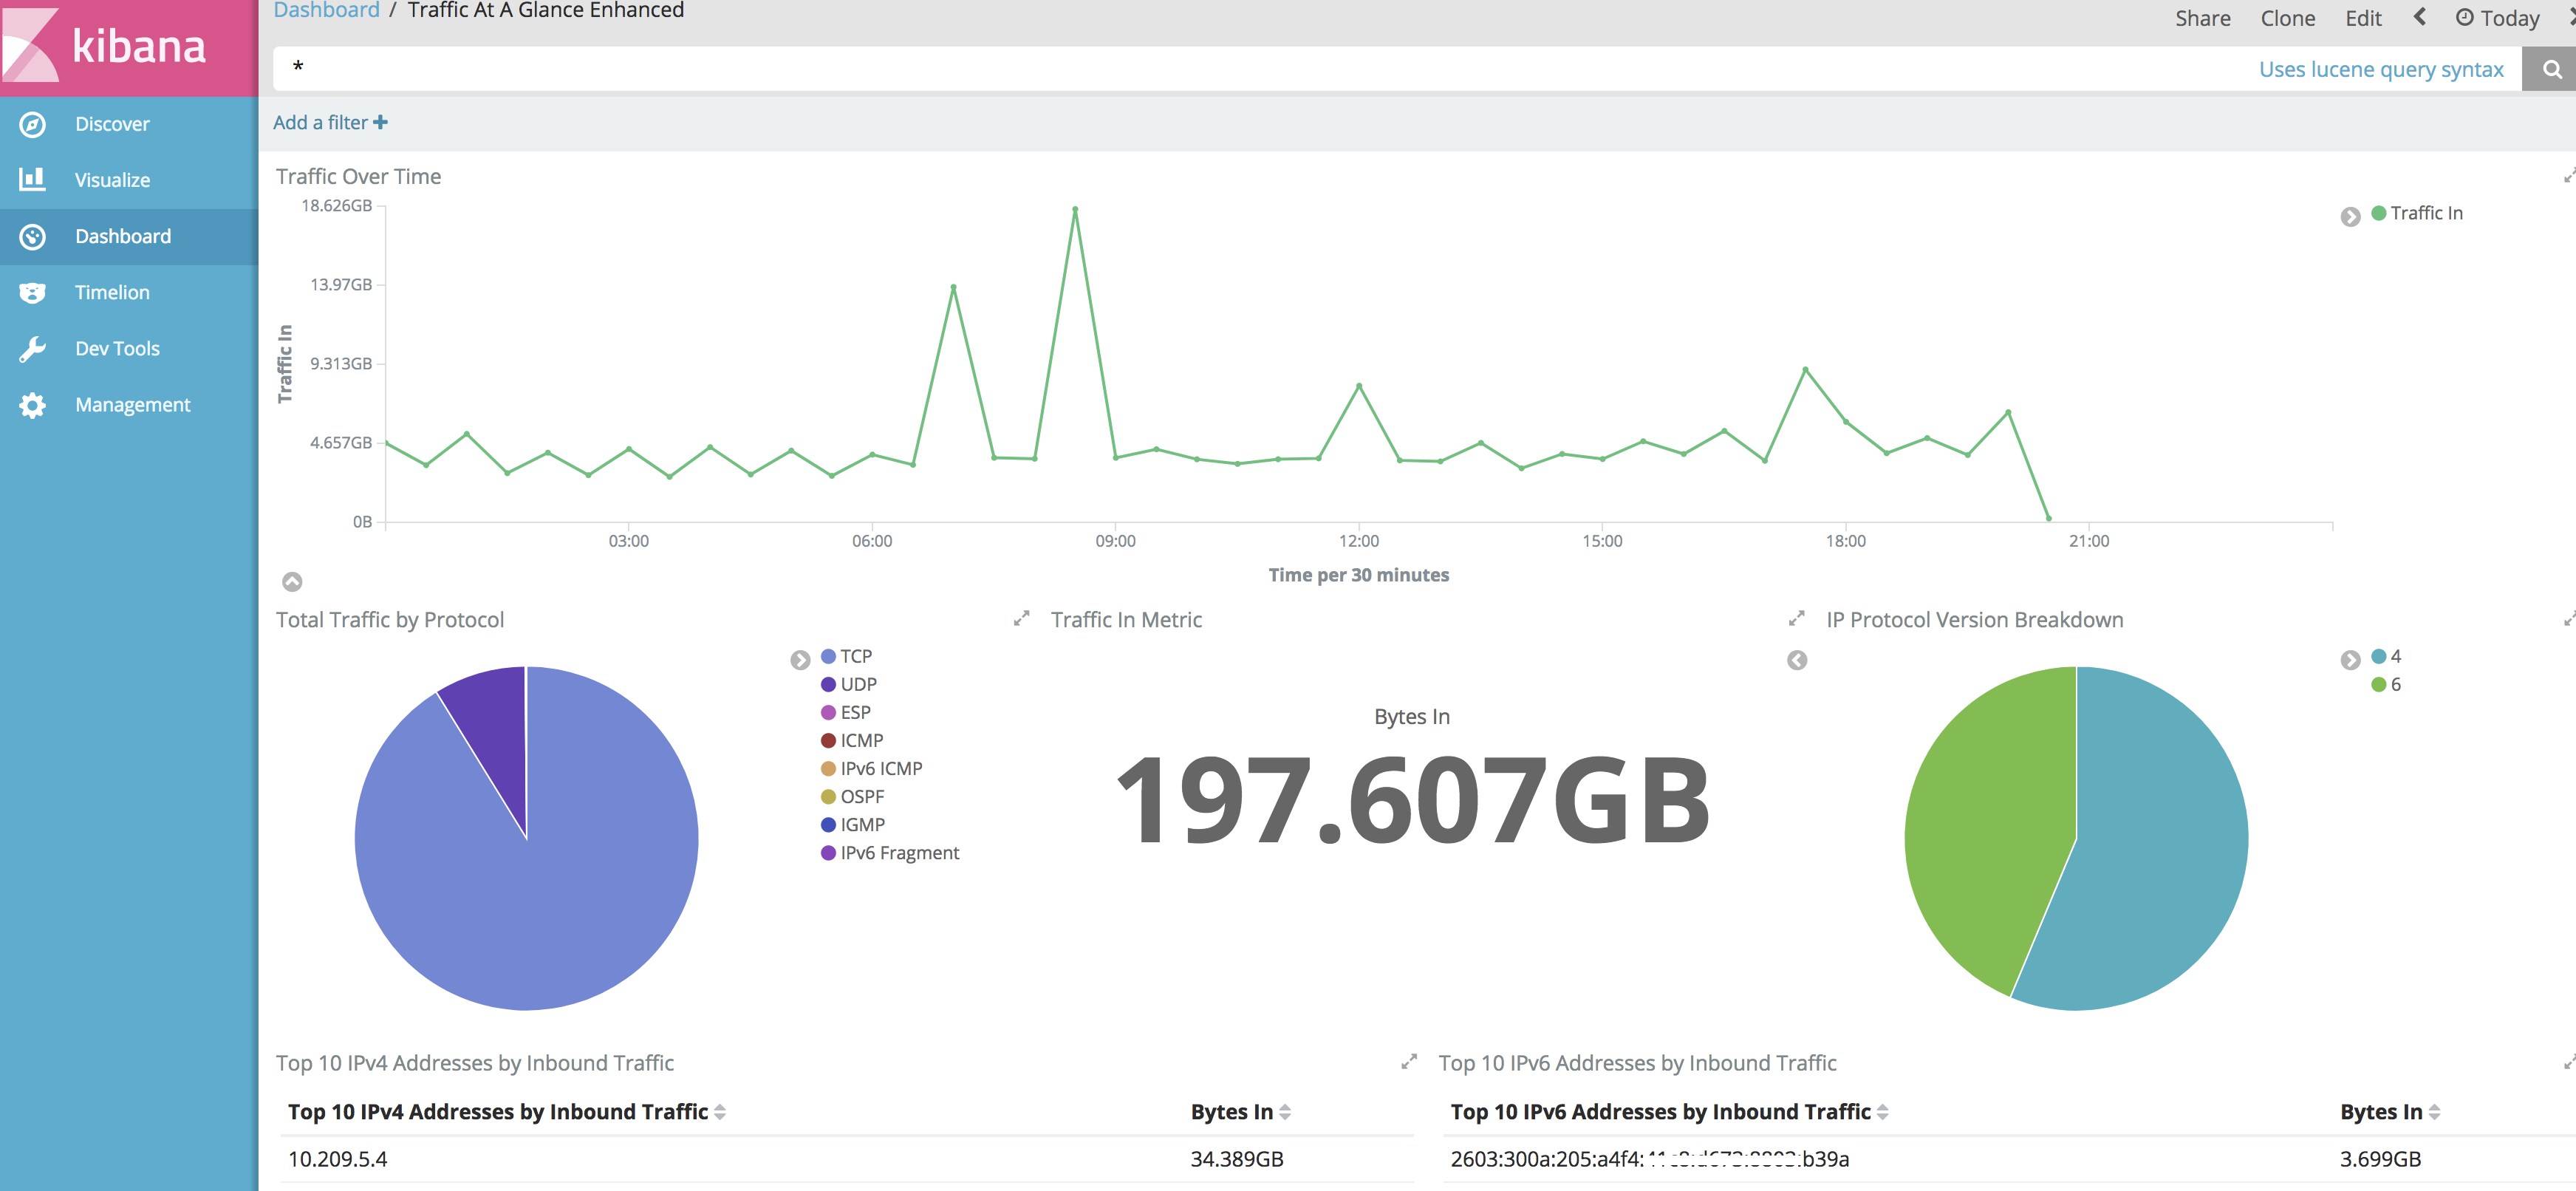 kibana
Dashboard / Traffic At A Glance Enhanced
Share Clone Edit Today
*
Uses lucene query syntax
Add a filter
Discover
Visualize
Dashboard
Timelion
Dev Tools
Management
Traffic Over Time
18.626GB
13.97GB
9.313GB
4.657GB
0B
Traffic In
Traffic In
03:00 06:00 09:00 12:00 15:00 18:00 21:00
Time per 30 minutes
Total Traffic by Protocol
TCP
UDP
ESP
ICMP
IPv6 ICMP
OSPF
IGMP
IPv6 Fragment
Traffic In Metric
Bytes In
197.607GB
IP Protocol Version Breakdown
4
6
Top 10 IPv4 Addresses by Inbound Traffic
Top 10 IPv4 Addresses by Inbound Traffic Bytes In
10.209.5.4 34.389GB
Top 10 IPv6 Addresses by Inbound Traffic
Top 10 IPv6 Addresses by Inbound Traffic Bytes In
2603:300a:205:a4f4: :b39a 3.699GB